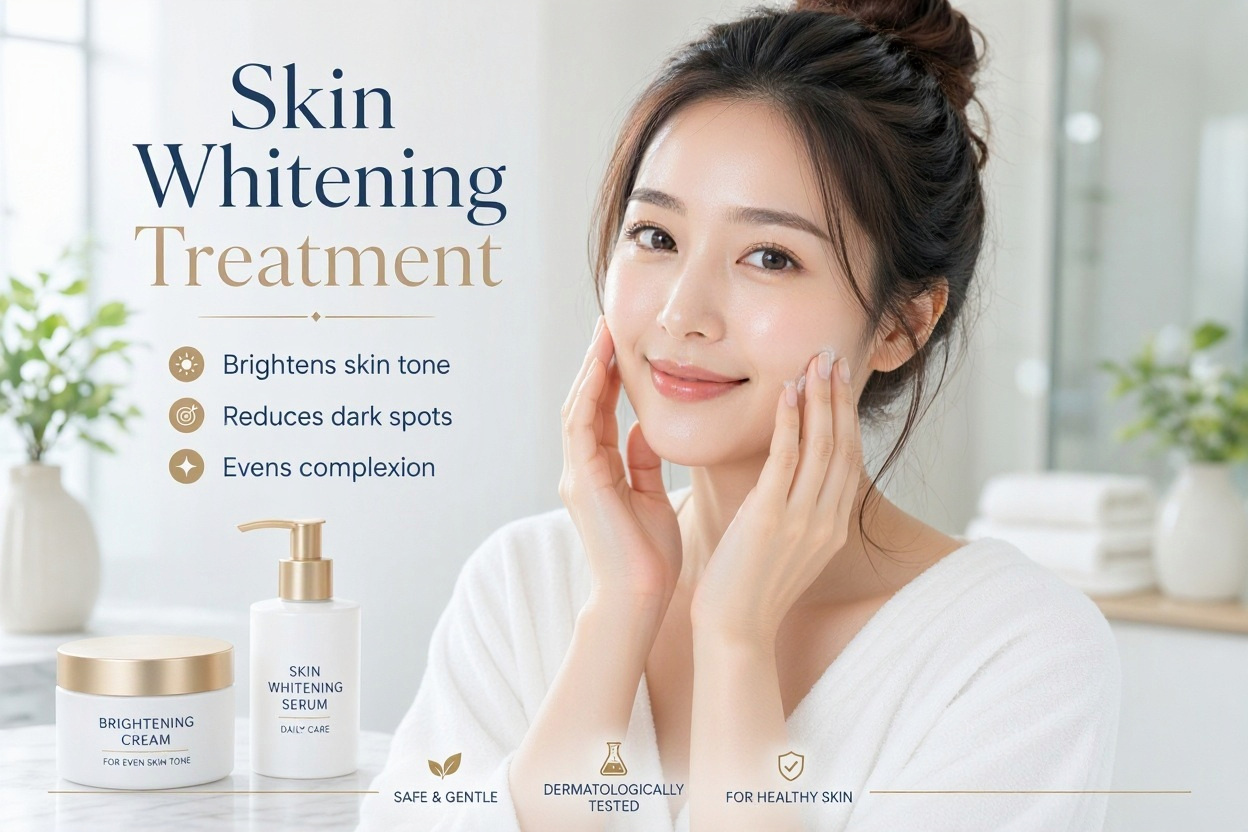 Skin
Whitening
Treatment
Brightens skin tone
Reduces dark spots
Evens complexion
SKIN
WHITENING
SERUM
DAILY CARE
BRIGHTENING
CREAM
FOR EVEN SKIN TONE
SAFE & GENTLE
DERMATOLOGICALLY
TESTED
FOR HEALTHY SKIN